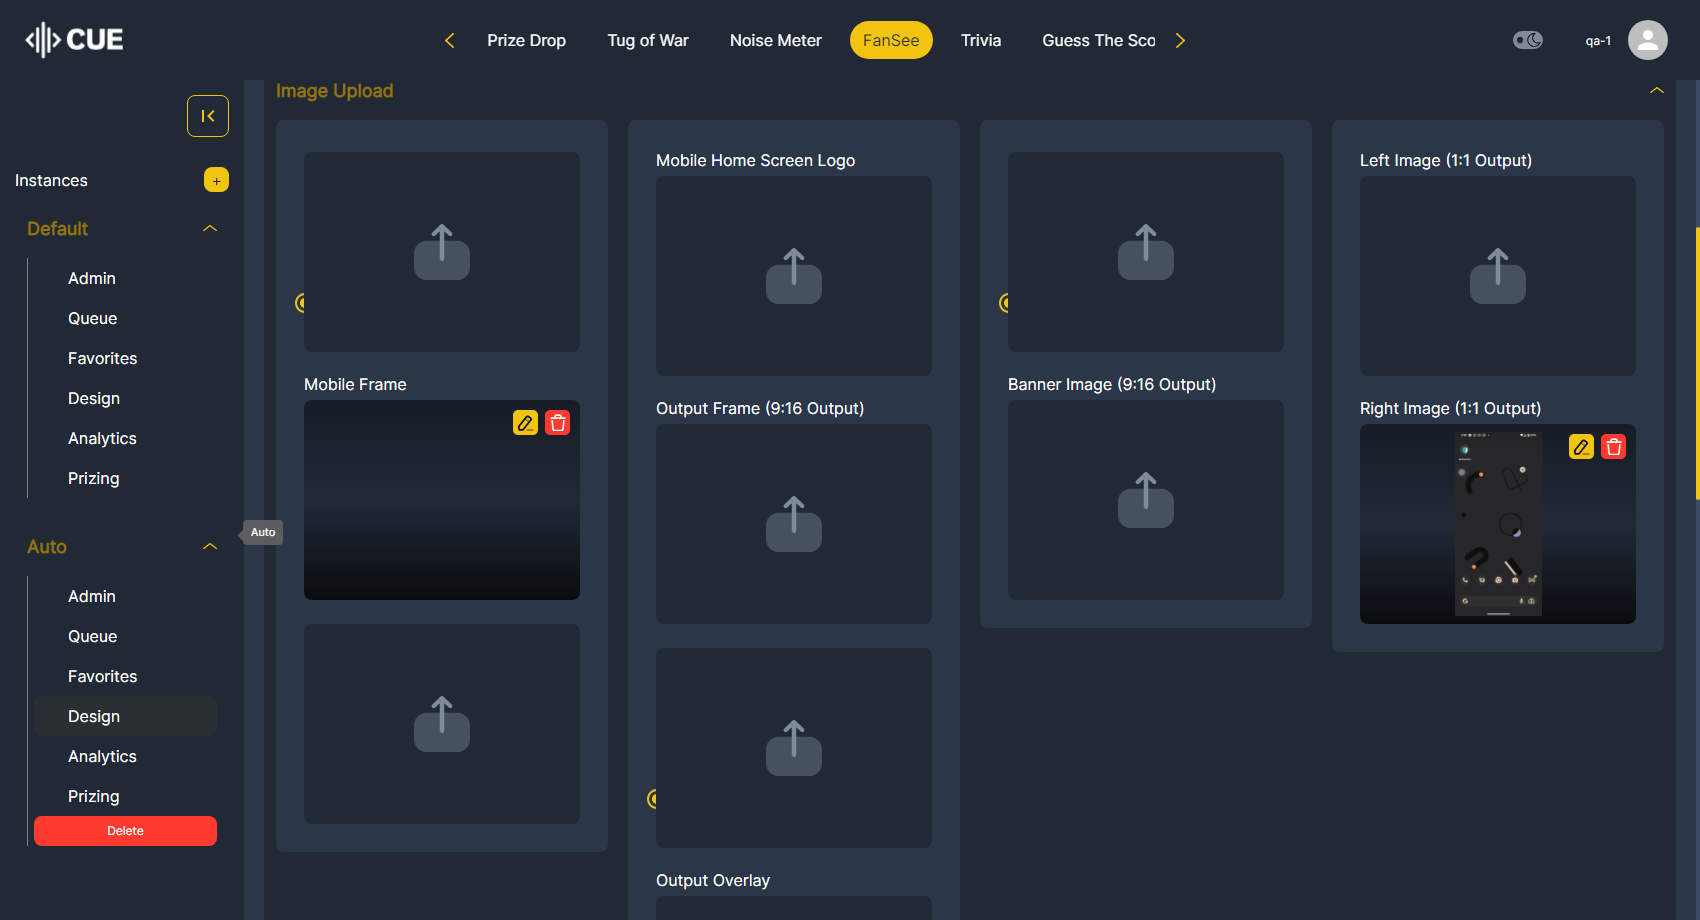 CUE
Prize Drop
Tug of War
Noise Meter
FanSee
Trivia
Guess The Sco
qa-1
Instances
+
Default
Admin
Queue
Favorites
Design
Analytics
Prizing
Auto
Auto
Admin
Queue
Favorites
Design
Analytics
Prizing
Delete
Image Upload
Mobile Frame
Mobile Home Screen Logo
Output Frame (9:16 Output)
Output Overlay
Banner Image (9:16 Output)
Left Image (1:1 Output)
Right Image (1:1 Output)